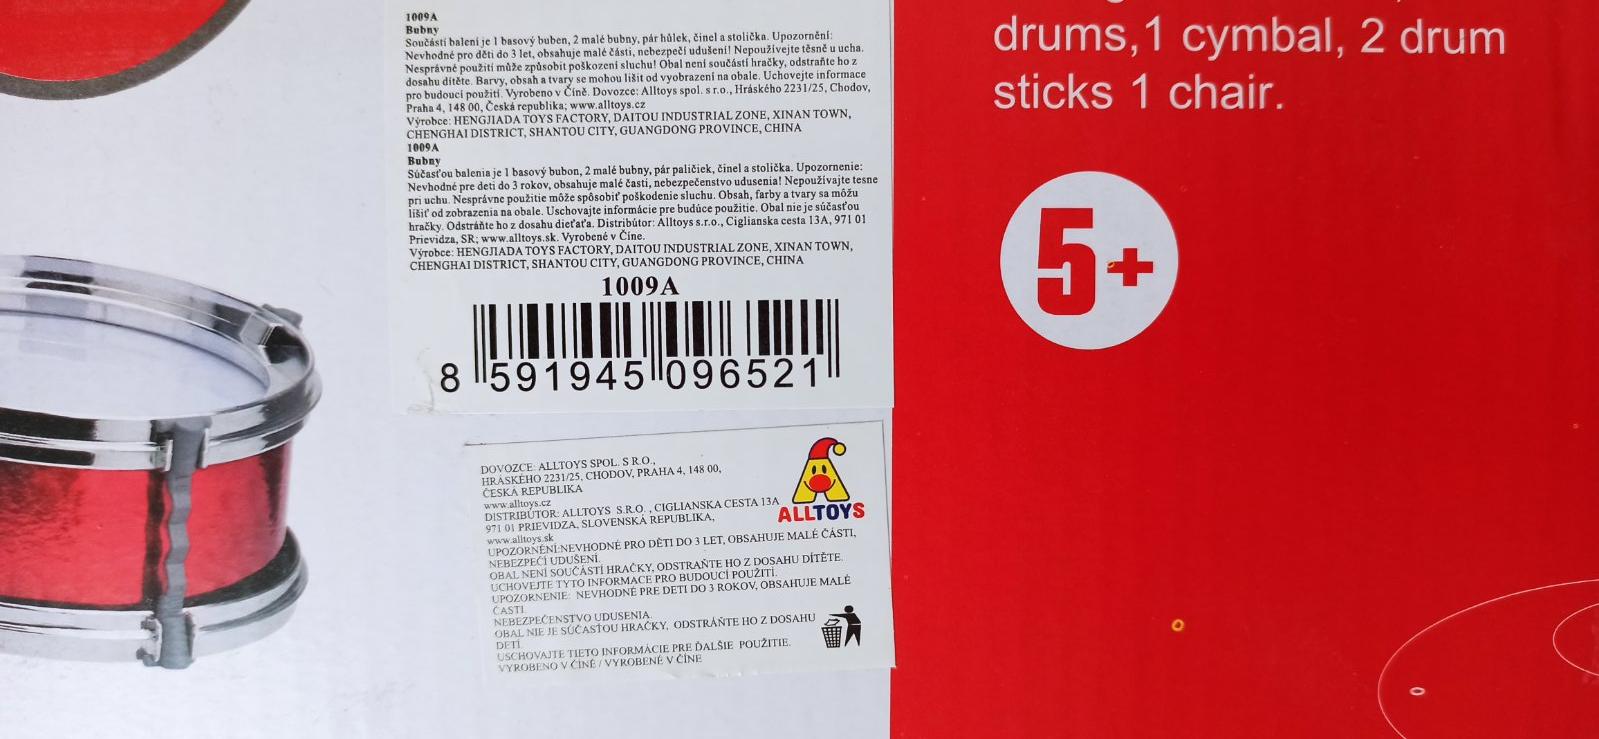 1009A
Bubny
Součástí balení je 1 basový buben, 2 malé bubny, pár hůlek, činel a stolička. Upozornění:
Nevhodné pro děti do 3 let, obsahuje malé části, nebezpečí udušení! Nepoužívejte těsně u ucha.
Nesprávné použití může způsobit poškození sluchu! Obal není součástí hračky, odstraňte ho z
dosahu dítěte. Barvy, obsah a tvary se mohou lišit od vyobrazení na obale. Uchovejte informace
pro budoucí použití. Vyrobeno v Číně. Dovozce: Alltoys spol. s r.o., Hráského 2231/25, Chodov,
Praha 4, 148 00, Česká republika; www.alltoys.cz
Výrobce: HENGJIADA TOYS FACTORY, DAITOU INDUSTRIAL ZONE, XINAN TOWN,
CHENGHAI DISTRICT, SHANTOU CITY, GUANGDONG PROVINCE, CHINA
1009A
Bubny
Súčasťou balenia je 1 basový bubon, 2 malé bubny, pár paličiek, činel a stolička. Upozornenie:
Nevhodné pre deti do 3 rokov, obsahuje malé časti, nebezpečenstvo udusenia! Nepoužívajte tesne
pri uchu. Nesprávne použitie môže spôsobiť poškodenie sluchu. Obsah, farby a tvary sa môžu
líšiť od zobrazenia na obale. Uschovajte informácie pre budúce použitie. Obal nie je súčasťou
hračky. Odstráňte ho z dosahu dieťaťa. Distribútor: Alltoys s.r.o., Ciglianska cesta 13A, 971 01
Prievidza, SR; www.alltoys.sk. Vyrobené v Číne.
Výrobce: HENGJIADA TOYS FACTORY, DAITOU INDUSTRIAL ZONE, XINAN TOWN,
CHENGHAI DISTRICT, SHANTOU CITY, GUANGDONG PROVINCE, CHINA
1009A
8 591945 096521
DOVOZCE: ALLTOYS SPOL. S R.O.,
HRÁSKÉHO 2231/25, CHODOV, PRAHA 4, 148 00,
ČESKÁ REPUBLIKA
www.alltoys.cz
DISTRIBÚTOR: ALLTOYS S.R.O. , CIGLIANSKA CESTA 13A
971 01 PRIEVIDZA, SLOVENSKÁ REPUBLIKA,
www.alltoys.sk
UPOZORNĚNÍ:NEVHODNÉ PRO DĚTI DO 3 LET, OBSAHUJE MALÉ ČÁSTI,
NEBEZPEČÍ UDUŠENÍ.
OBAL NENÍ SOUČÁSTÍ HRAČKY, ODSTRAŇTE HO Z DOSAHU DÍTĚTE.
UCHOVEJTE TYTO INFORMACE PRO BUDOUCÍ POUŽITÍ.
UPOZORNENIE: NEVHODNÉ PRE DETI DO 3 ROKOV, OBSAHUJE MALÉ
ČASTI.
NEBEZPEČENSTVO UDUSENIA.
OBAL NIE JE SÚČASŤOU HRAČKY, ODSTRÁŇTE HO Z DOSAHU
DETÍ.
USCHOVAJTE TIETO INFORMÁCIE PRE ĎALŠIE POUŽITIE.
VYROBENO V ČÍNĚ / VYROBENÉ V ČÍNE
ALLTOYS
drums,1 cymbal, 2 drum
sticks 1 chair.
5+